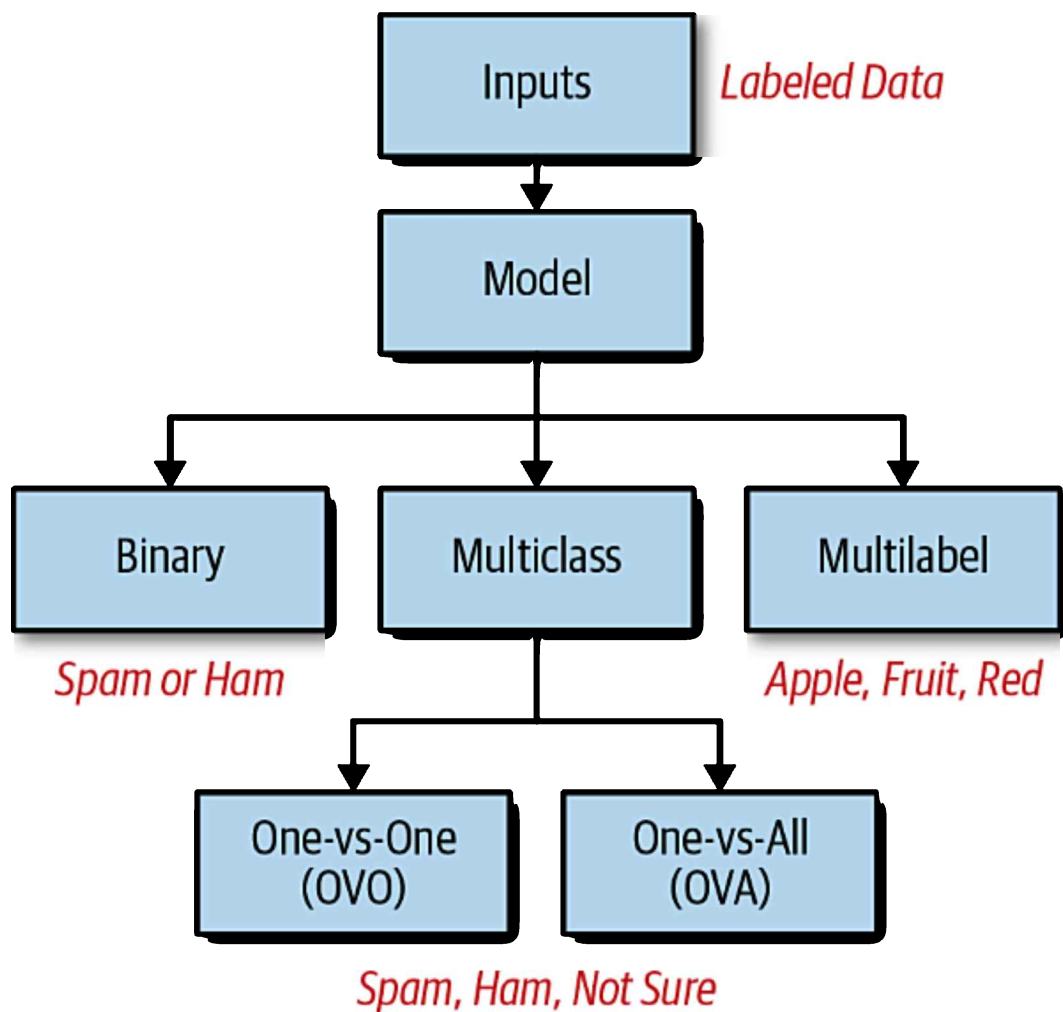 Inputs
Labeled Data
Model
Binary
Multiclass
Multilabel
Spam or Ham
Apple, Fruit, Red
One-vs-One
(OVO)
One-vs-All
(OVA)
Spam, Ham, Not Sure